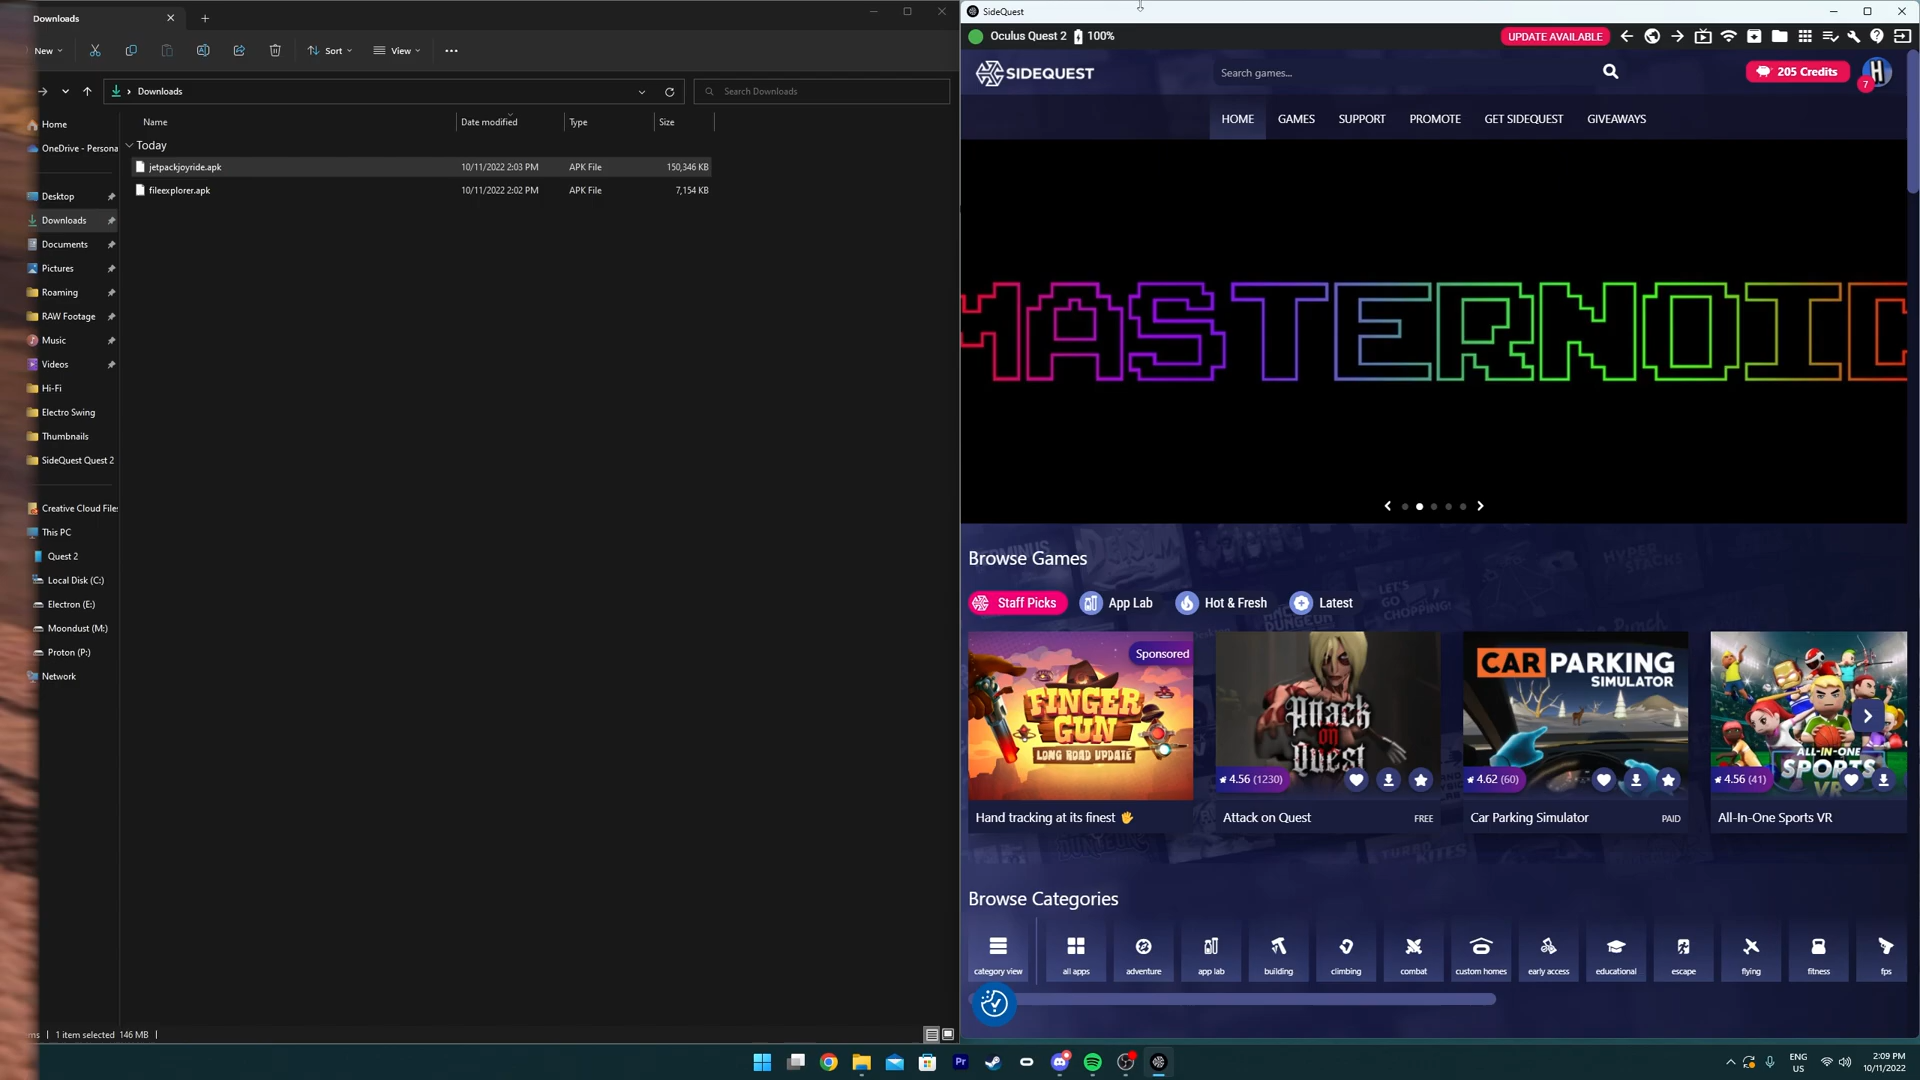 Downloads
New
Sort
View
Downloads
Search Downloads
Name
Date modified
Type
Size
Today
jetpackjoyride.apk
10/11/2022 2:03 PM
APK File
150,346 KB
fileexplorer.apk
10/11/2022 2:02 PM
APK File
7,154 KB
Home
OneDrive - Persona
Desktop
Downloads
Documents
Pictures
Roaming
RAW Footage
Music
Videos
Hi-Fi
Electro Swing
Thumbnails
SideQuest Quest 2
Creative Cloud Files
This PC
Quest 2
Local Disk (C:)
Electron (E:)
Moondust (M:)
Proton (P:)
Network
1 item selected 146 MB
SideQuest
Oculus Quest 2
100%
UPDATE AVAILABLE
SIDEQUEST
Search games...
205 Credits
7
HOME
GAMES
SUPPORT
PROMOTE
GET SIDEQUEST
GIVEAWAYS
MASTERNOID
Browse Games
Staff Picks
App Lab
Hot & Fresh
Latest
Sponsored
FINGER
GUN
LONG ROAD UPDATE
Hand tracking at its finest 🖐
Attack
on
Quest
4.56 (1230)
Attack on Quest
FREE
CAR PARKING
SIMULATOR
4.62 (60)
Car Parking Simulator
PAID
ALL-IN-ONE
SPORTS
VR
4.56 (41)
All-In-One Sports VR
Browse Categories
category view
all apps
adventure
app lab
building
climbing
combat
custom homes
early access
educational
escape
flying
fitness
fps
Pr
ENG
US
2:09 PM
10/11/2022